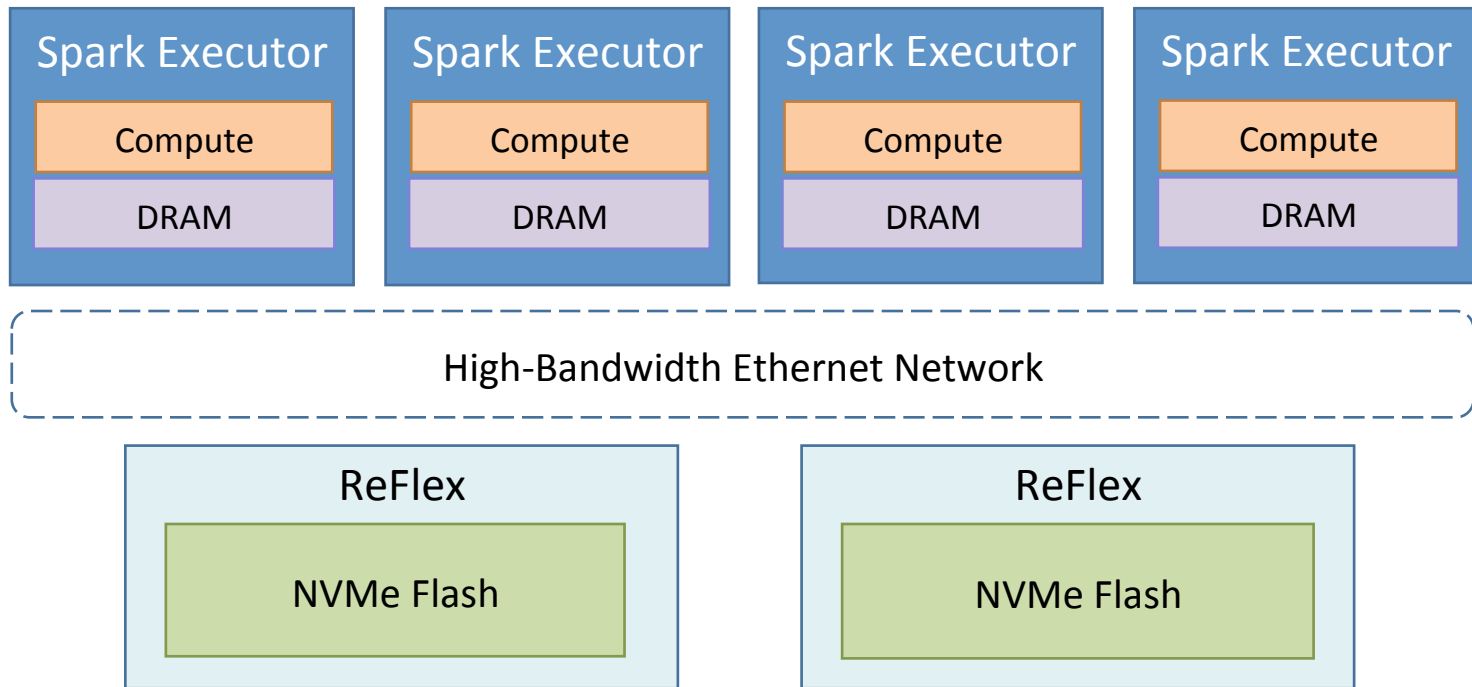 Spark Executor
Spark Executor
Spark Executor
Spark Executor
Compute
Compute
Compute
Compute
DRAM
DRAM
DRAM
DRAM
High-Bandwidth Ethernet Network
ReFlex
ReFlex
NVMe Flash
NVMe Flash